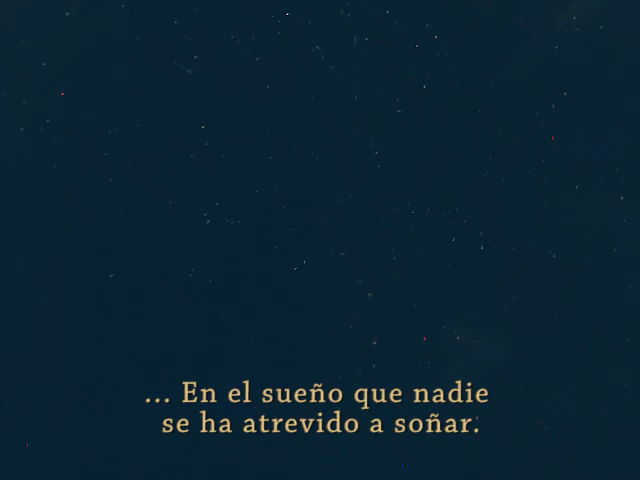 ... En el sueño que nadie
se ha atrevido a soñar.